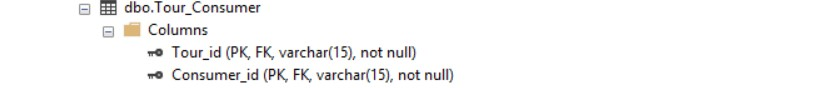 dbo.Tour_Consumer
Columns
Tour_id (PK, FK, varchar(15), not null)
Consumer_id (PK, FK, varchar(15), not null)